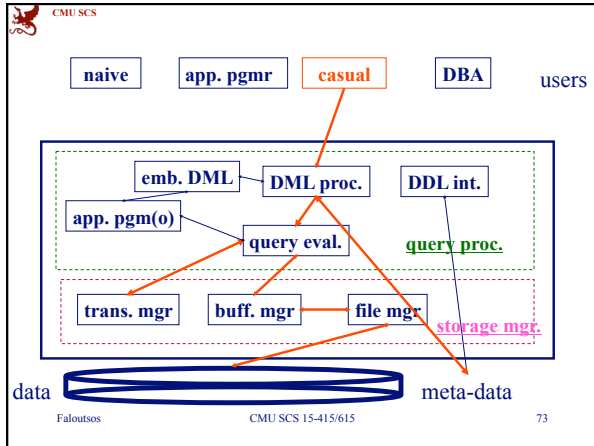 CMU SCS
naive
app. pgmr
casual
DBA
users
emb. DML
DML proc.
DDL int.
app. pgm(o)
query eval.
query proc.
trans. mgr
buff. mgr
file mgr
storage mgr.
data
meta-data
Faloutsos
CMU SCS 15-415/615
73